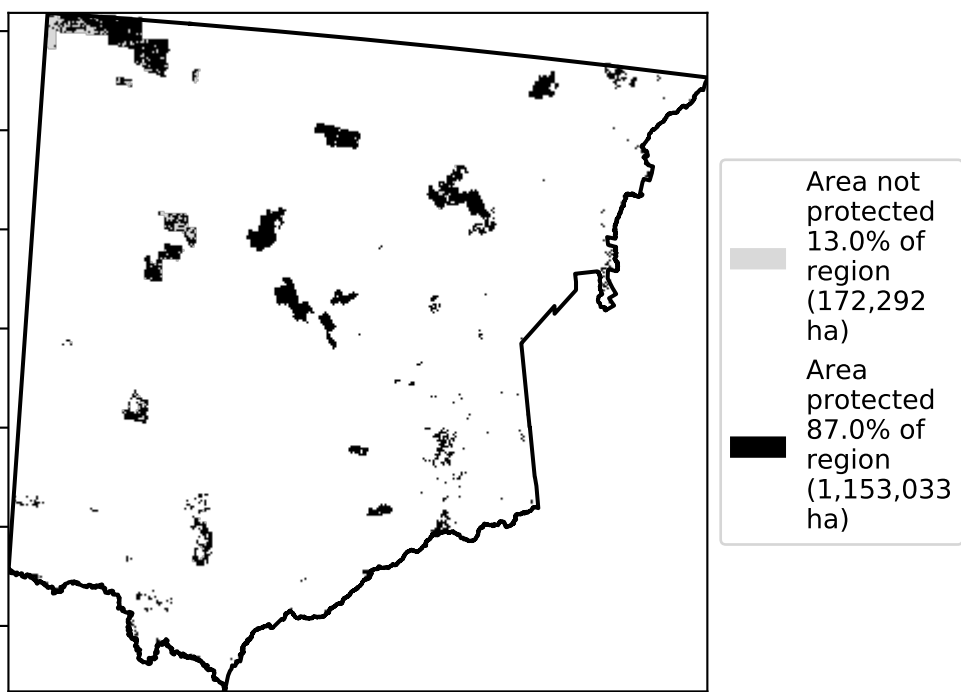 Area not
protected
13.0% of
region
(172,292
ha)
Area
protected
87.0% of
region
(1,153,033
ha)